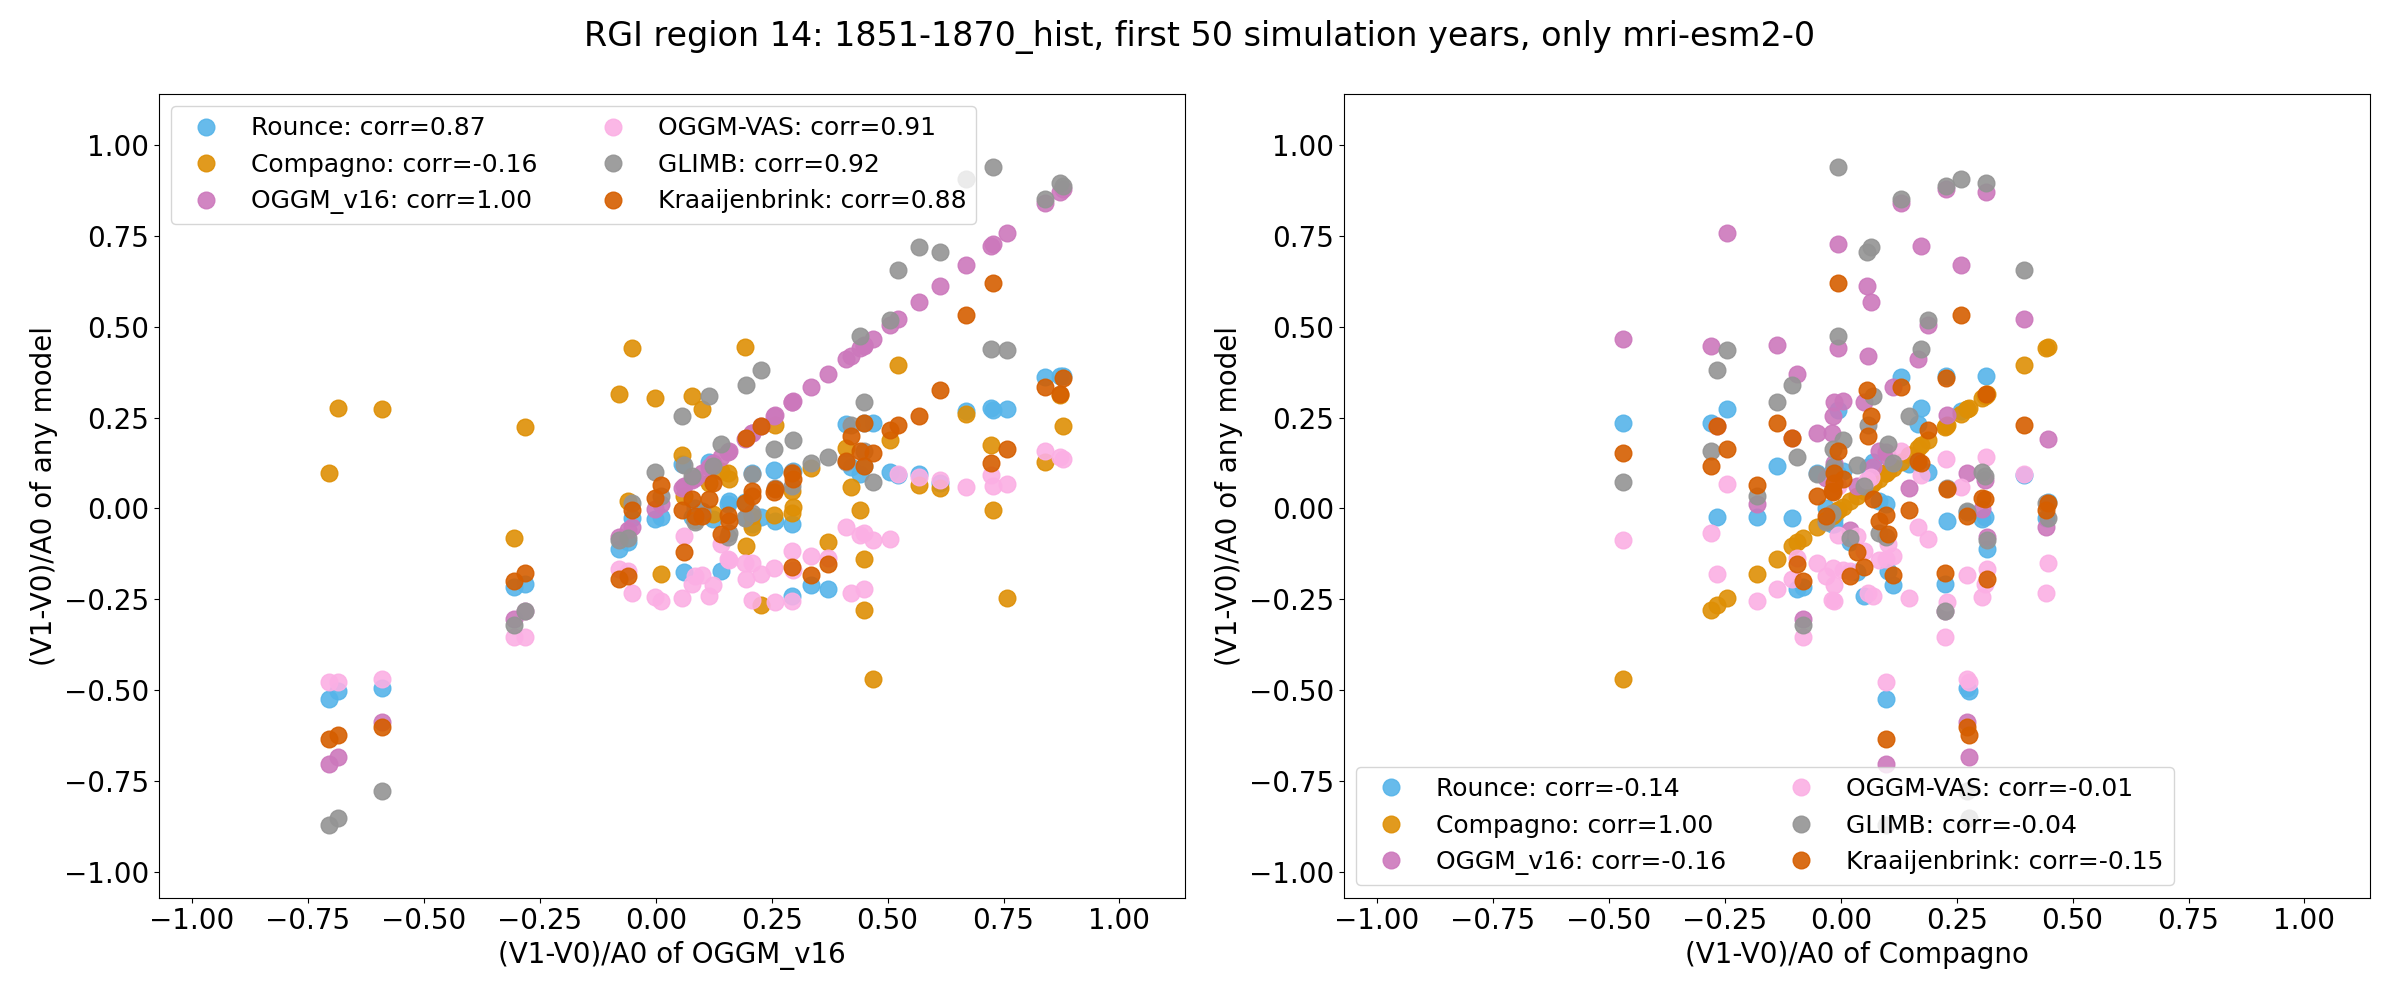 RGI region 14: 1851-1870_hist, first 50 simulation years, only mri-esm2-0
Rounce: corr=0.87
Compagno: corr=-0.16
OGGM_v16: corr=1.00
OGGM-VAS: corr=0.91
GLIMB: corr=0.92
Kraaijenbrink: corr=0.88
(V1-V0)/A0 of any model
1.00
0.75
0.50
0.25
0.00
−0.25
−0.50
−0.75
−1.00
−1.00 −0.75 −0.50 −0.25 0.00 0.25 0.50 0.75 1.00
(V1-V0)/A0 of OGGM_v16
(V1-V0)/A0 of any model
1.00
0.75
0.50
0.25
0.00
−0.25
−0.50
−0.75
−1.00
Rounce: corr=-0.14
Compagno: corr=1.00
OGGM_v16: corr=-0.16
OGGM-VAS: corr=-0.01
GLIMB: corr=-0.04
Kraaijenbrink: corr=-0.15
−1.00 −0.75 −0.50 −0.25 0.00 0.25 0.50 0.75 1.00
(V1-V0)/A0 of Compagno